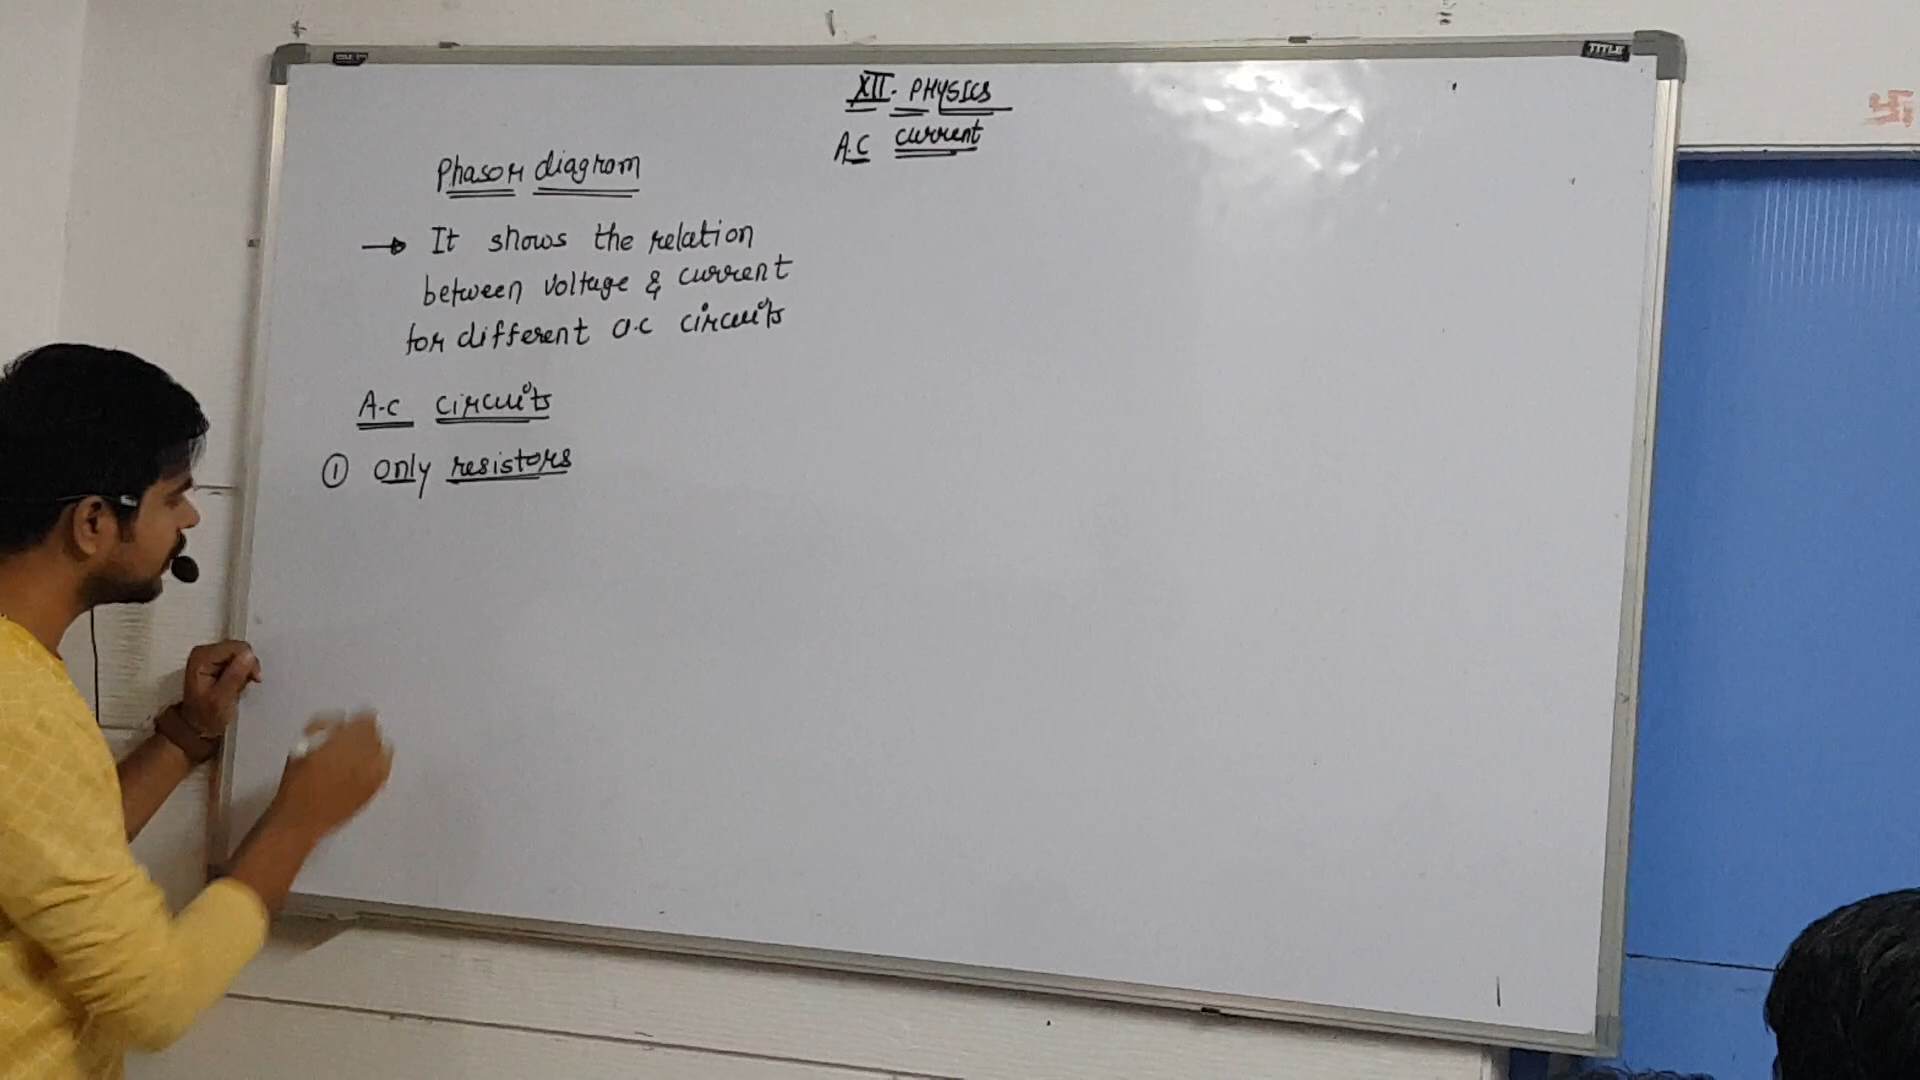 TITLE
XII. PHYSICS
A.C current
Phasor diagram
→ It shows the relation
between voltage & current
for different a.c circuits
A-c circuits
① only resistors